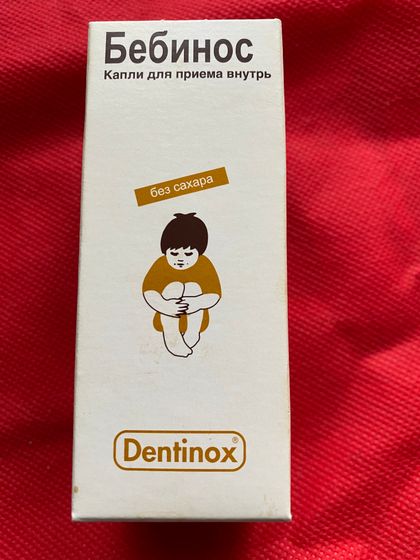 Бебинос
Капли для приема внутрь
без сахара
Dentinox®